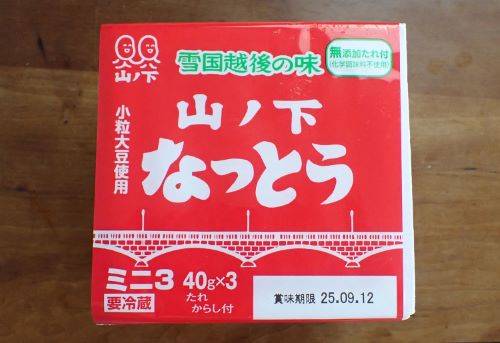 山ノ下
雪国越後の味
無添加たれ付
(化学調味料不使用)
小粒大豆使用
山ノ下
なっとう
ミニ3
要冷蔵
40g×3
たれ
からし付
賞味期限 25.09.12